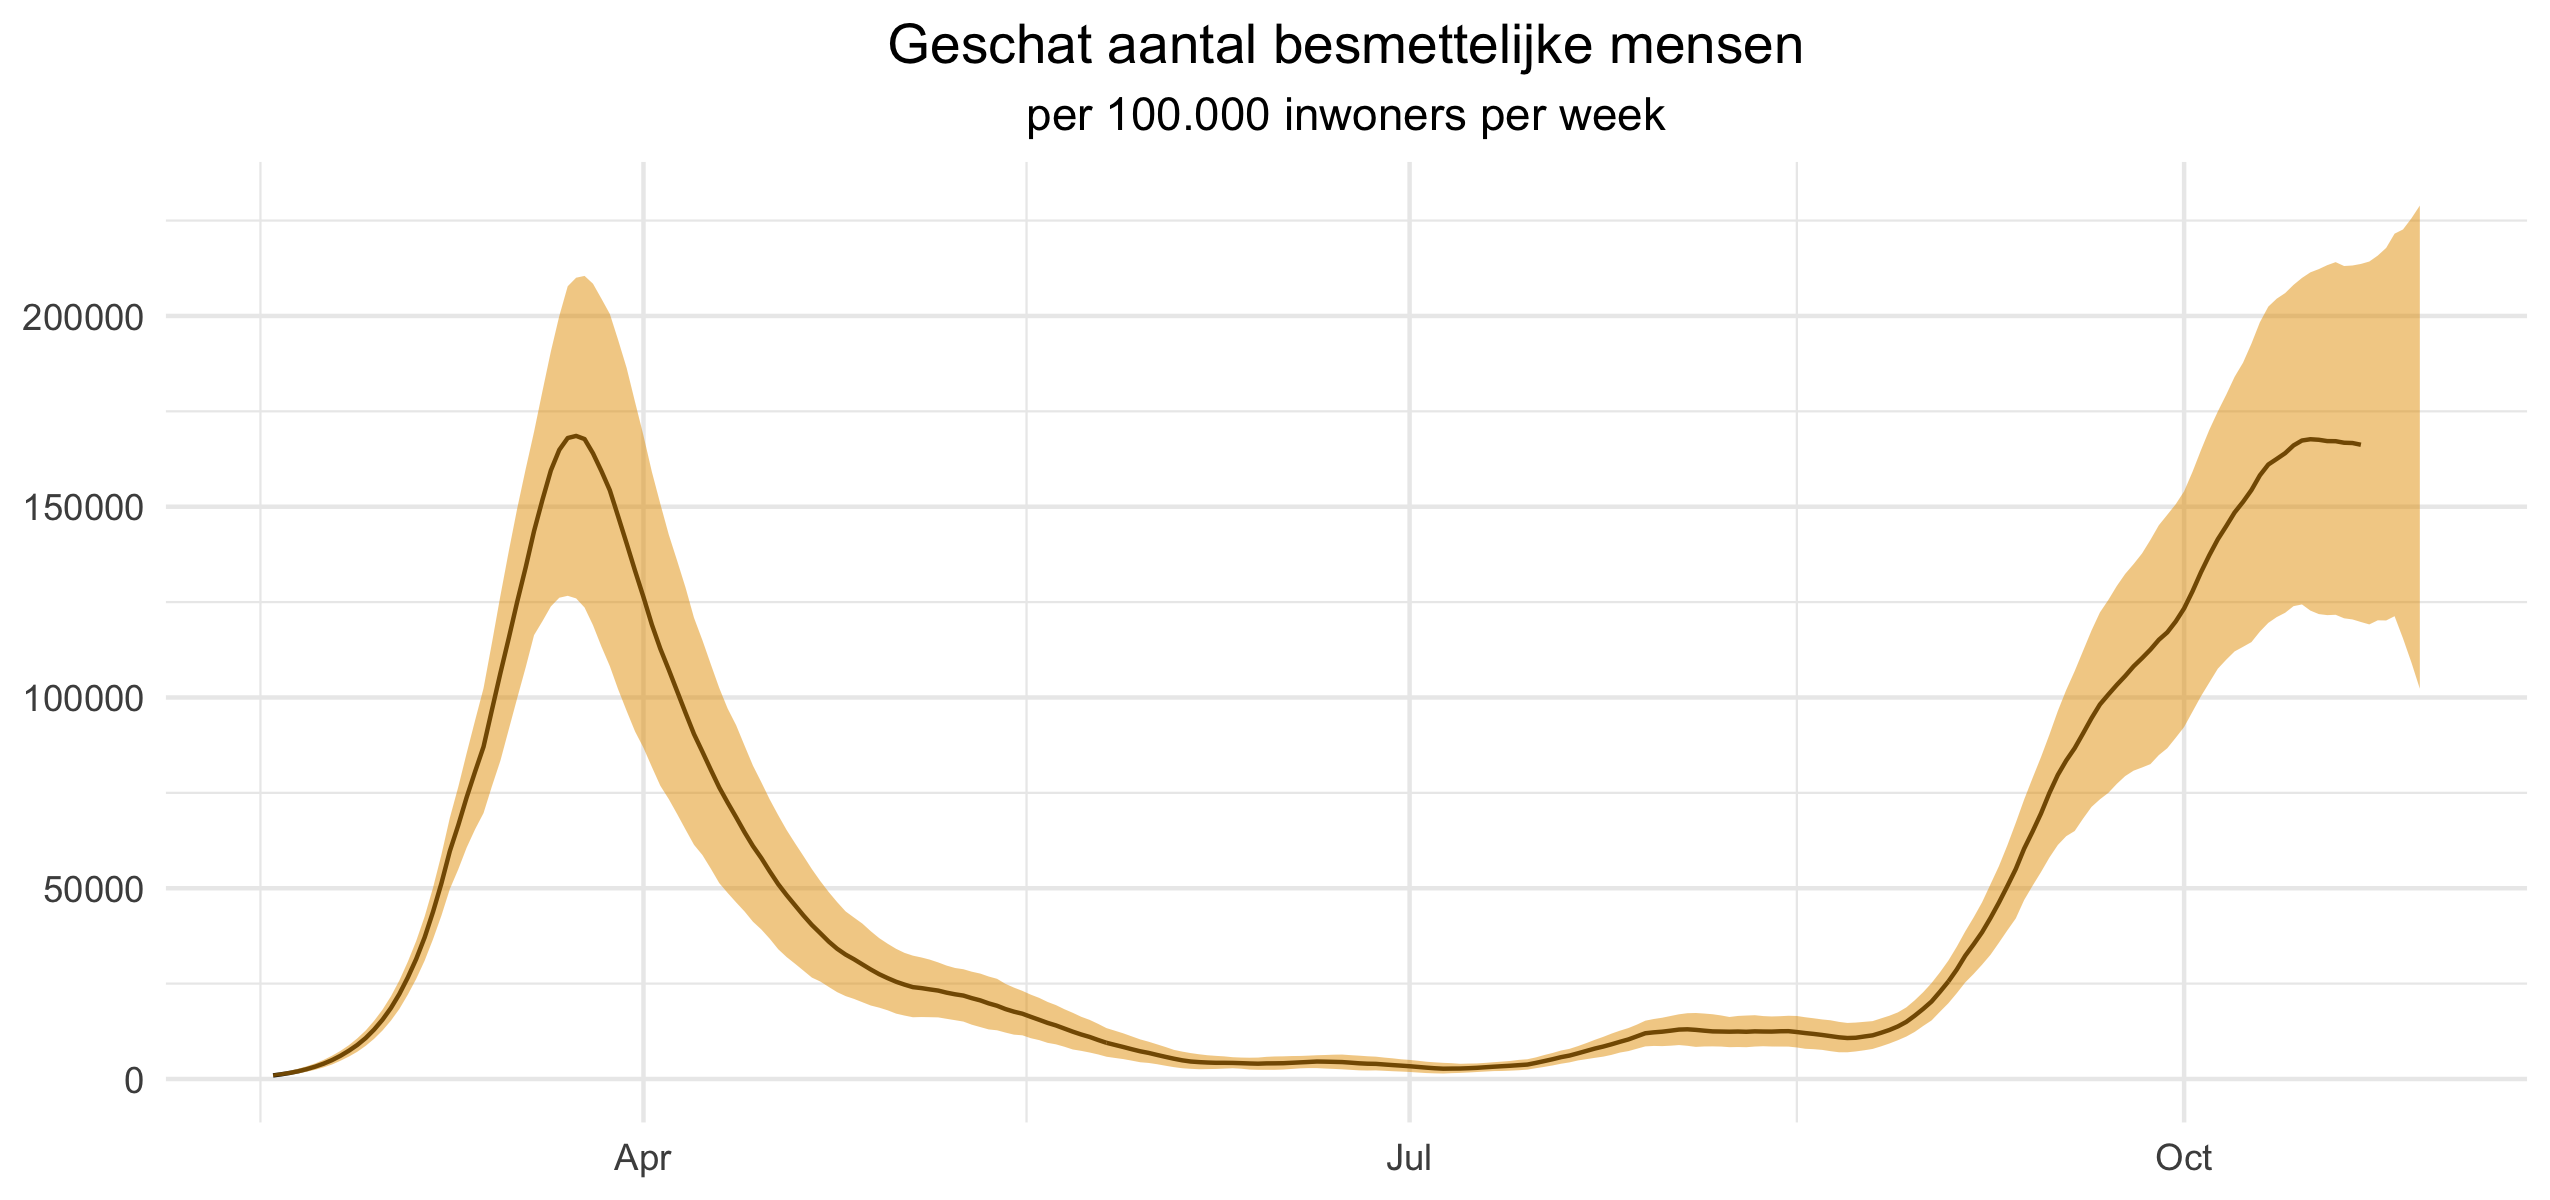 Geschat aantal besmettelijke mensen
per 100.000 inwoners per week
200000
150000
100000
50000
0
Apr Jul Oct